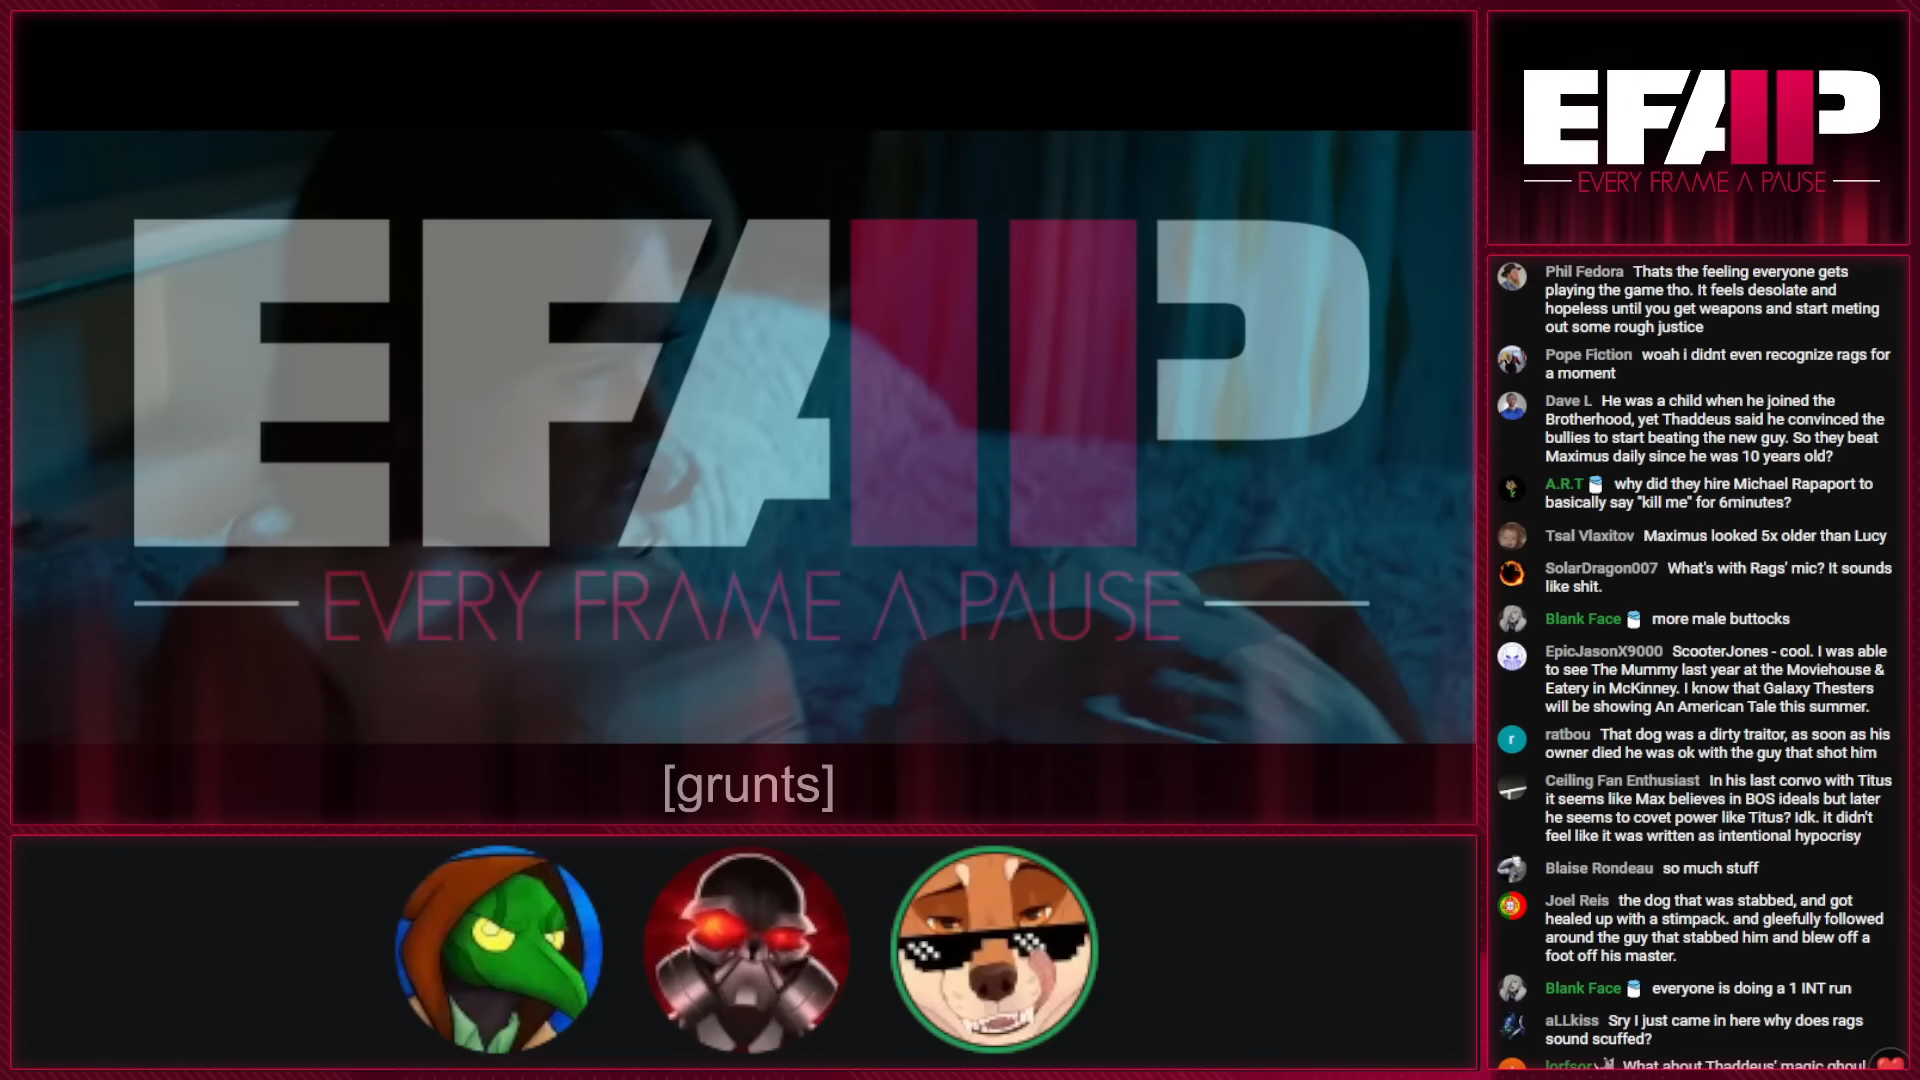 EFAP
EVERY FRAME A PAUSE
[grunts]
EFAP
EVERY FRAME A PAUSE
Phil Fedora Thats the feeling everyone gets
playing the game tho. It feels desolate and
hopeless until you get weapons and start meting
out some rough justice
Pope Fiction woah i didnt even recognize rags for
a moment
Dave L He was a child when he joined the
Brotherhood, yet Thaddeus said he convinced the
bullies to start beating the new guy. So they beat
Maximus daily since he was 10 years old?
A.R.T why did they hire Michael Rapaport to
basically say "kill me" for 6minutes?
Tsal Vlaxitov Maximus looked 5x older than Lucy
SolarDragon007 What's with Rags' mic? It sounds
like shit.
Blank Face more male buttocks
EpicJasonX9000 ScooterJones - cool. I was able
to see The Mummy last year at the Moviehouse &
Eatery in McKinney. I know that Galaxy Thesters
will be showing An American Tale this summer.
r
ratbou That dog was a dirty traitor, as soon as his
owner died he was ok with the guy that shot him
Ceiling Fan Enthusiast In his last convo with Titus
it seems like Max believes in BOS ideals but later
he seems to covet power like Titus? Idk. it didn't
feel like it was written as intentional hypocrisy
Blaise Rondeau so much stuff
Joel Reis the dog that was stabbed, and got
healed up with a stimpack. and gleefully followed
around the guy that stabbed him and blew off a
foot off his master.
Blank Face everyone is doing a 1 INT run
aLLkiss Sry I just came in here why does rags
sound scuffed?
lorfsor What about Thaddeus' magic ghoul